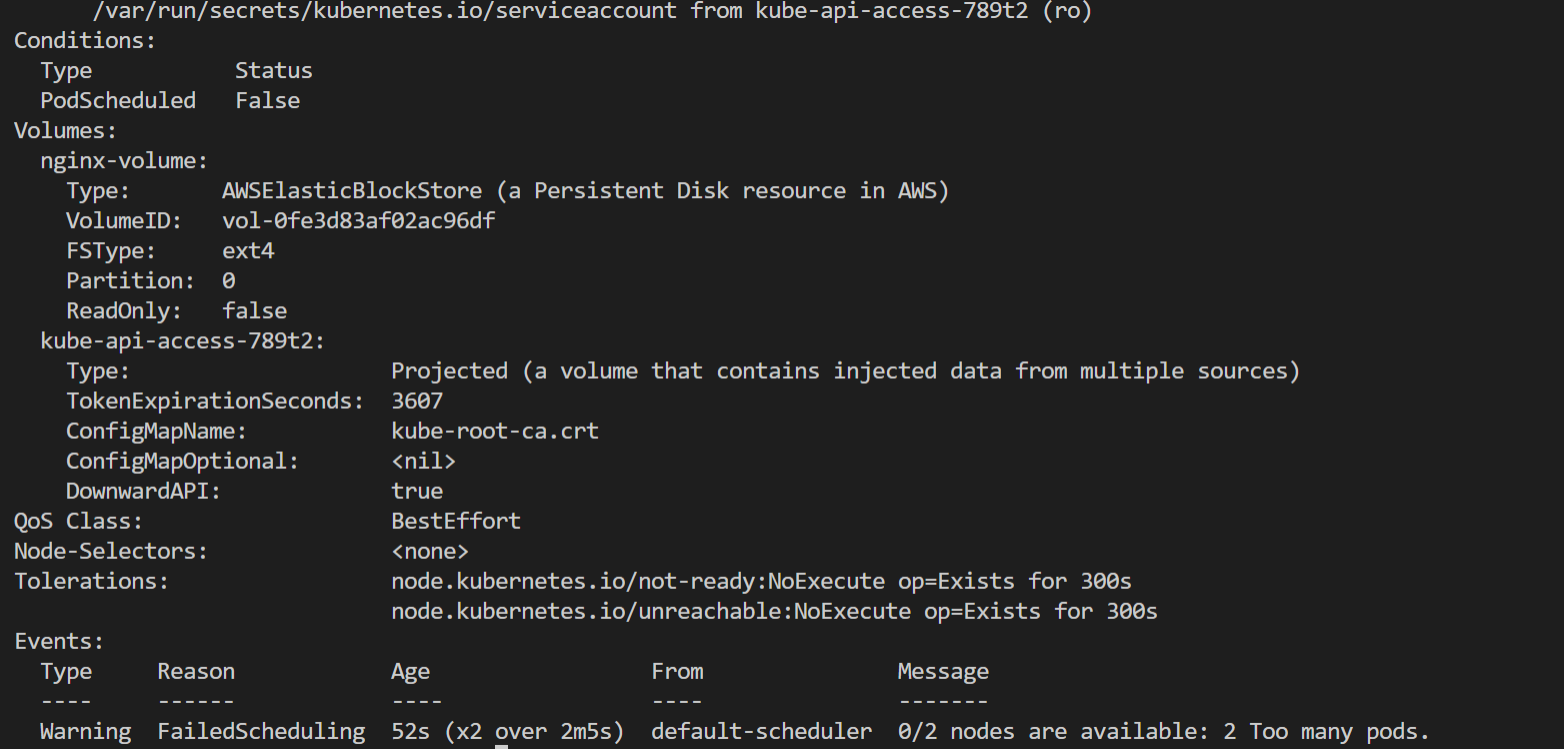 /var/run/secrets/kubernetes.io/serviceaccount from kube-api-access-789t2 (ro)
Conditions:
  Type           Status
  PodScheduled   False
Volumes:
  nginx-volume:
    Type:       AWSElasticBlockStore (a Persistent Disk resource in AWS)
    VolumeID:   vol-0fe3d83af02ac96df
    FSType:     ext4
    Partition:  0
    ReadOnly:   false
  kube-api-access-789t2:
    Type:                    Projected (a volume that contains injected data from multiple sources)
    TokenExpirationSeconds:  3607
    ConfigMapName:           kube-root-ca.crt
    ConfigMapOptional:       <nil>
    DownwardAPI:             true
QoS Class:                   BestEffort
Node-Selectors:              <none>
Tolerations:                 node.kubernetes.io/not-ready:NoExecute op=Exists for 300s
                             node.kubernetes.io/unreachable:NoExecute op=Exists for 300s
Events:
  Type     Reason            Age                 From               Message
  ----     ------            ----                ----               -------
  Warning  FailedScheduling  52s (x2 over 2m5s)  default-scheduler  0/2 nodes are available: 2 Too many pods.